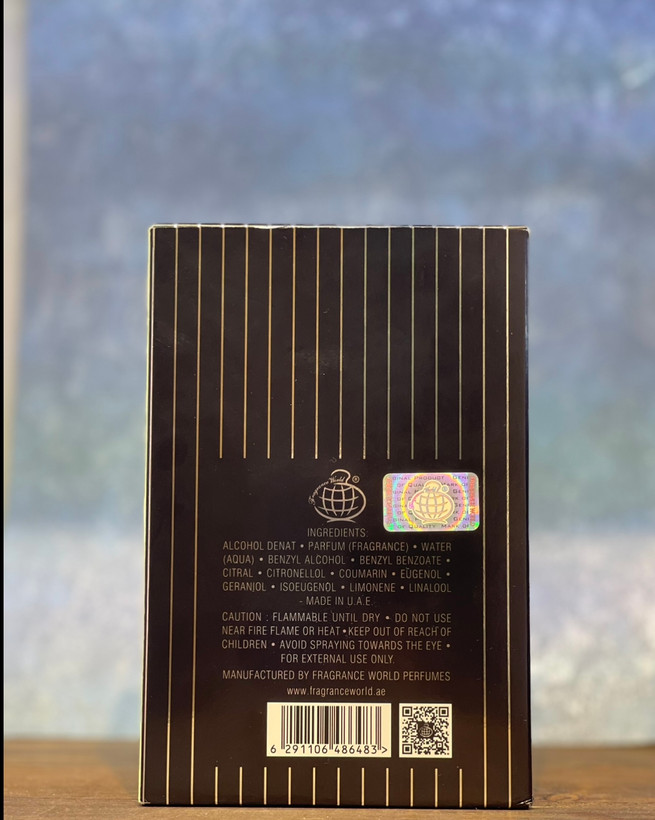 Fragrance World ®
INGREDIENTS:
ALCOHOL DENAT • PARFUM (FRAGRANCE) • WATER
(AQUA) • BENZYL ALCOHOL • BENZYL BENZOATE •
CITRAL • CITRONELLOL • COUMARIN • EUGENOL •
GERANJOL • ISOEUGENOL • LIMONENE • LINALOOL
- MADE IN U.A.E.
CAUTION : FLAMMABLE UNTIL DRY • DO NOT USE
NEAR FIRE FLAME OR HEAT•KEEP OUT OF REACH OF
CHILDREN • AVOID SPRAYING TOWARDS THE EYE •
FOR EXTERNAL USE ONLY.
MANUFACTURED BY FRAGRANCE WORLD PERFUMES
www.fragranceworld.ae
6 291106 486483 >